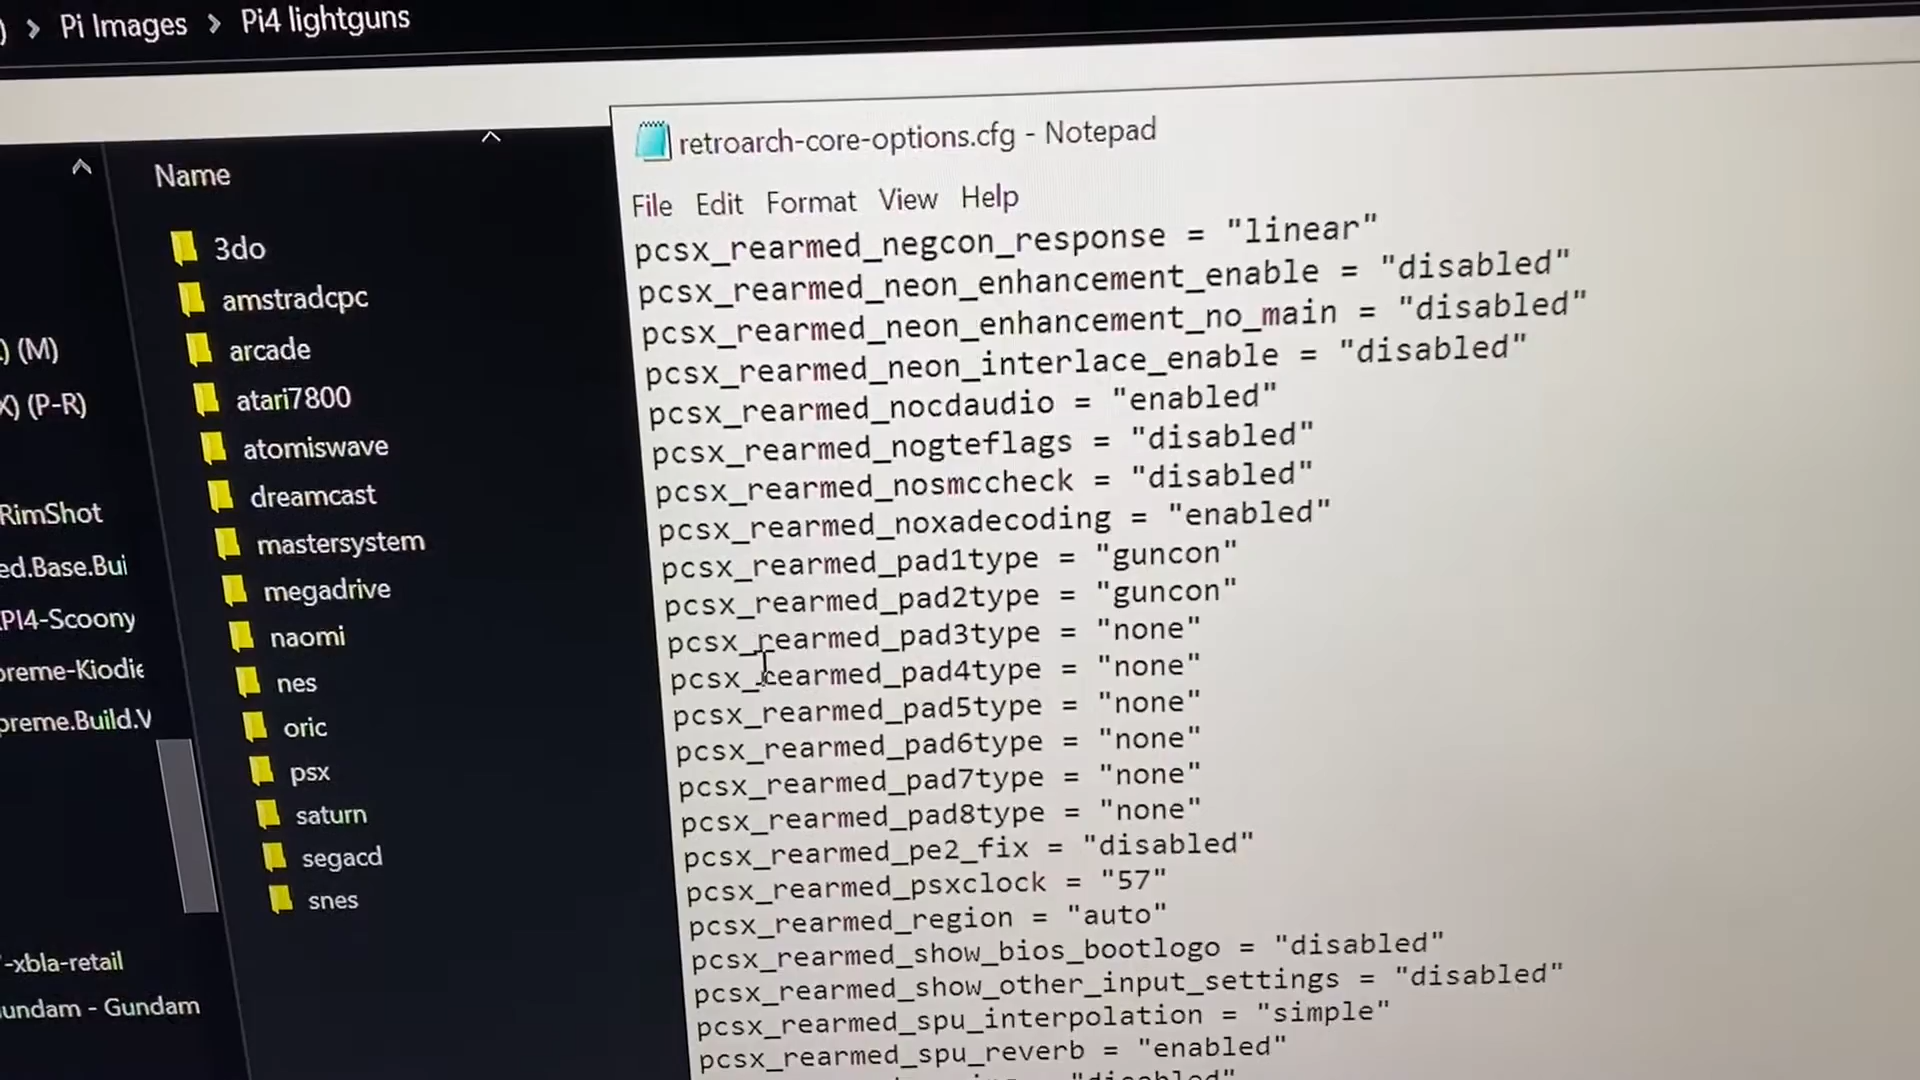 ) > Pi Images > Pi4 lightguns
) (M)
X) (P-R)
RimShot
ed.Base.Bui
PI4-Scoony
preme-Kiodie
preme.Build.V
-xbla-retail
undam - Gundam
Name
3do
amstradcpc
arcade
atari7800
atomiswave
dreamcast
mastersystem
megadrive
naomi
nes
oric
psx
saturn
segacd
snes
retroarch-core-options.cfg - Notepad
File Edit Format View Help
pcsx_rearmed_negcon_response = "linear"
pcsx_rearmed_neon_enhancement_enable = "disabled"
pcsx_rearmed_neon_enhancement_no_main = "disabled"
pcsx_rearmed_neon_interlace_enable = "disabled"
pcsx_rearmed_nocdaudio = "enabled"
pcsx_rearmed_nogteflags = "disabled"
pcsx_rearmed_nosmccheck = "disabled"
pcsx_rearmed_noxadecoding = "enabled"
pcsx_rearmed_pad1type = "guncon"
pcsx_rearmed_pad2type = "guncon"
pcsx_rearmed_pad3type = "none"
pcsx_rearmed_pad4type = "none"
pcsx_rearmed_pad5type = "none"
pcsx_rearmed_pad6type = "none"
pcsx_rearmed_pad7type = "none"
pcsx_rearmed_pad8type = "none"
pcsx_rearmed_pe2_fix = "disabled"
pcsx_rearmed_psxclock = "57"
pcsx_rearmed_region = "auto"
pcsx_rearmed_show_bios_bootlogo = "disabled"
pcsx_rearmed_show_other_input_settings = "disabled"
pcsx_rearmed_spu_interpolation = "simple"
pcsx_rearmed_spu_reverb = "enabled"